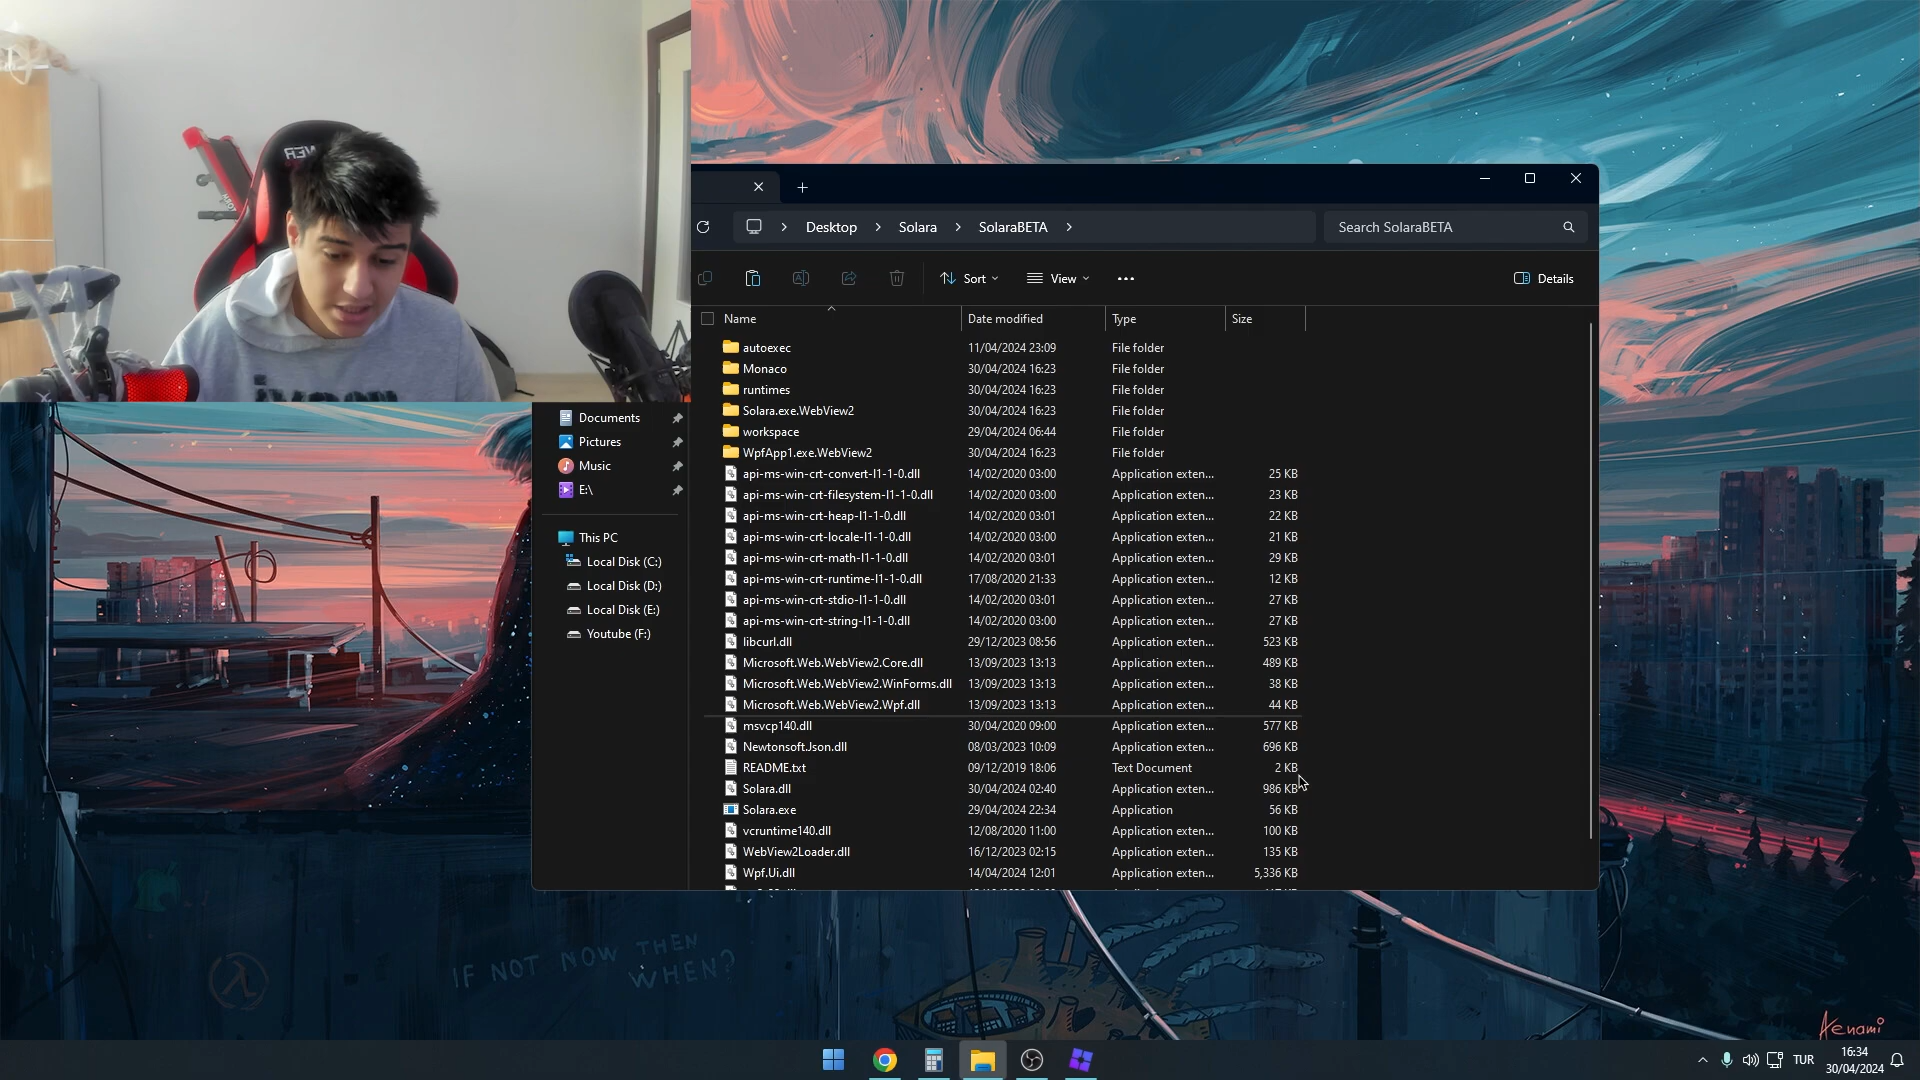 Desktop
Solara
SolaraBETA
Search SolaraBETA
Sort
View
Details
Name Date modified Type Size
autoexec 11/04/2024 23:09 File folder
Monaco 30/04/2024 16:23 File folder
runtimes 30/04/2024 16:23 File folder
Solara.exe.WebView2 30/04/2024 16:23 File folder
workspace 29/04/2024 06:44 File folder
WpfApp1.exe.WebView2 30/04/2024 16:23 File folder
api-ms-win-crt-convert-l1-1-0.dll 14/02/2020 03:00 Application exten... 25 KB
api-ms-win-crt-filesystem-l1-1-0.dll 14/02/2020 03:00 Application exten... 23 KB
api-ms-win-crt-heap-l1-1-0.dll 14/02/2020 03:01 Application exten... 22 KB
api-ms-win-crt-locale-l1-1-0.dll 14/02/2020 03:00 Application exten... 21 KB
api-ms-win-crt-math-l1-1-0.dll 14/02/2020 03:01 Application exten... 29 KB
api-ms-win-crt-runtime-l1-1-0.dll 17/08/2020 21:33 Application exten... 12 KB
api-ms-win-crt-stdio-l1-1-0.dll 14/02/2020 03:01 Application exten... 27 KB
api-ms-win-crt-string-l1-1-0.dll 14/02/2020 03:00 Application exten... 27 KB
libcurl.dll 29/12/2023 08:56 Application exten... 523 KB
Microsoft.Web.WebView2.Core.dll 13/09/2023 13:13 Application exten... 489 KB
Microsoft.Web.WebView2.WinForms.dll 13/09/2023 13:13 Application exten... 38 KB
Microsoft.Web.WebView2.Wpf.dll 13/09/2023 13:13 Application exten... 44 KB
msvcp140.dll 30/04/2020 09:00 Application exten... 577 KB
Newtonsoft.Json.dll 08/03/2023 10:09 Application exten... 696 KB
README.txt 09/12/2019 18:06 Text Document 2 KB
Solara.dll 30/04/2024 02:40 Application exten... 986 KB
Solara.exe 29/04/2024 22:34 Application 56 KB
vcruntime140.dll 12/08/2020 11:00 Application exten... 100 KB
WebView2Loader.dll 16/12/2023 02:15 Application exten... 135 KB
Wpf.Ui.dll 14/04/2024 12:01 Application exten... 5,336 KB
Documents
Pictures
Music
E:\
This PC
Local Disk (C:)
Local Disk (D:)
Local Disk (E:)
Youtube (F:)
IF NOT NOW THEN
WHEN?
Aenami
TUR
16:34
30/04/2024